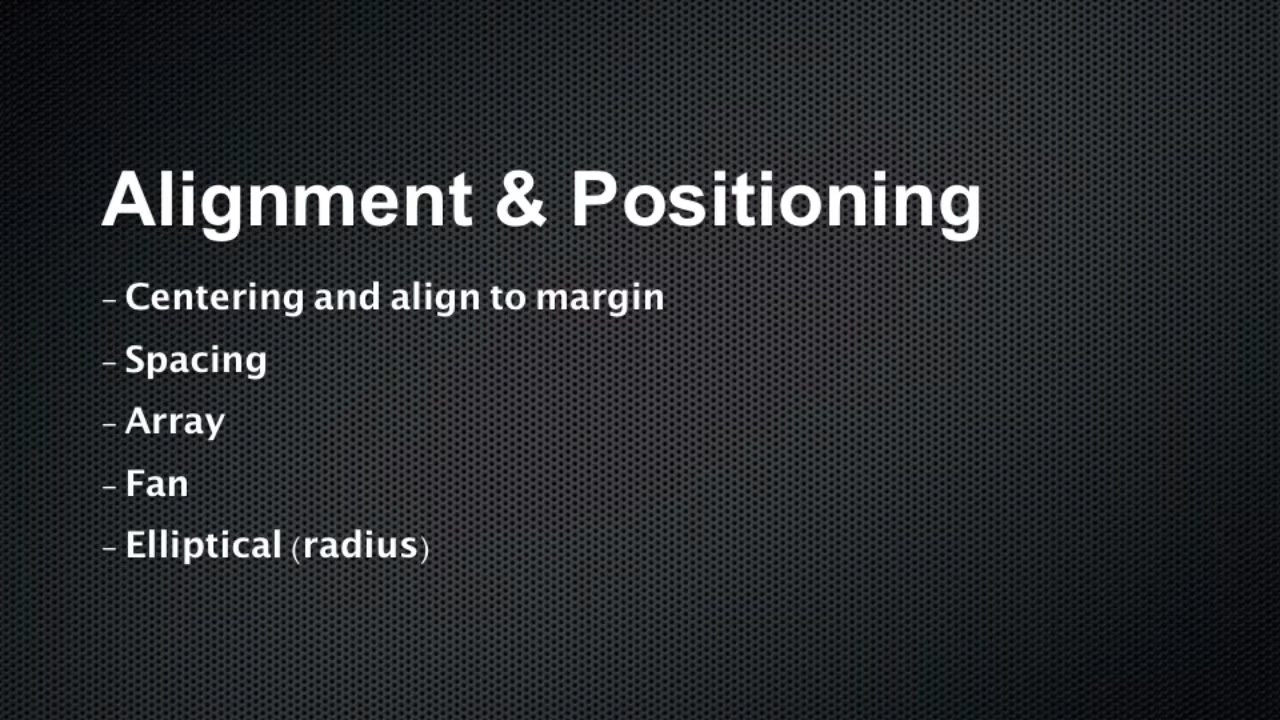 Alignment & Positioning
– Centering and align to margin
– Spacing
– Array
– Fan
– Elliptical (radius)